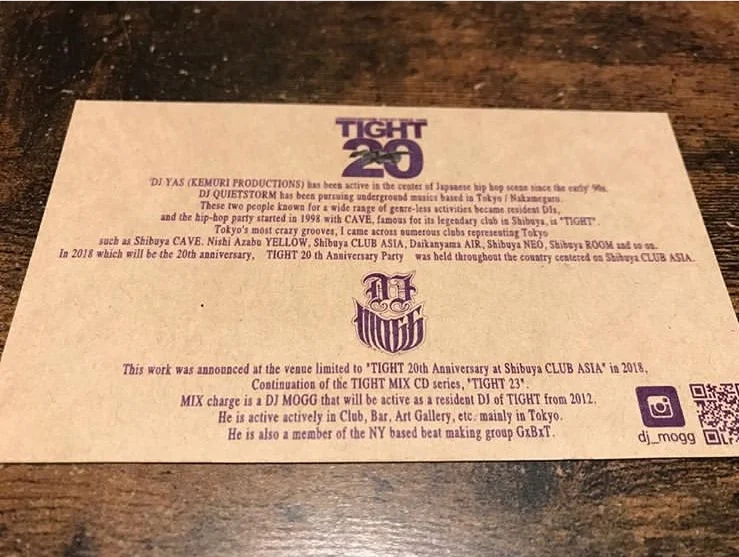 TIGHT
20
"DJ YAS (KEMURI PRODUCTIONS) has been active in the center of Japanese hip hop scene since the early '90s.
DJ QUIETSTORM has been pursuing underground musics based in Tokyo / Nakameguro.
These two people known for a wide range of genre-less activities became resident DJs,
and the hip-hop party started in 1998 with CAVE, famous for its legendary club in Shibuya, is "TIGHT".
Tokyo's most crazy grooves, I came across numerous clubs representing Tokyo
such as Shibuya CAVE, Nishi Azabu YELLOW, Shibuya CLUB ASIA, Daikanyama AIR, Shibuya NEO, Shibuya ROOM and so on.
In 2018 which will be the 20th anniversary, TIGHT 20 th Anniversary Party was held throughout the country centered on Shibuya CLUB ASIA.
DJ
MOGG
This work was announced at the venue limited to "TIGHT 20th Anniversary at Shibuya CLUB ASIA" in 2018,
Continuation of the TIGHT MIX CD series, "TIGHT 23".
MIX charge is a DJ MOGG that will be active as a resident DJ of TIGHT from 2012.
He is active actively in Club, Bar, Art Gallery, etc. mainly in Tokyo.
He is also a member of the NY based beat making group GxBxT.
dj_mogg